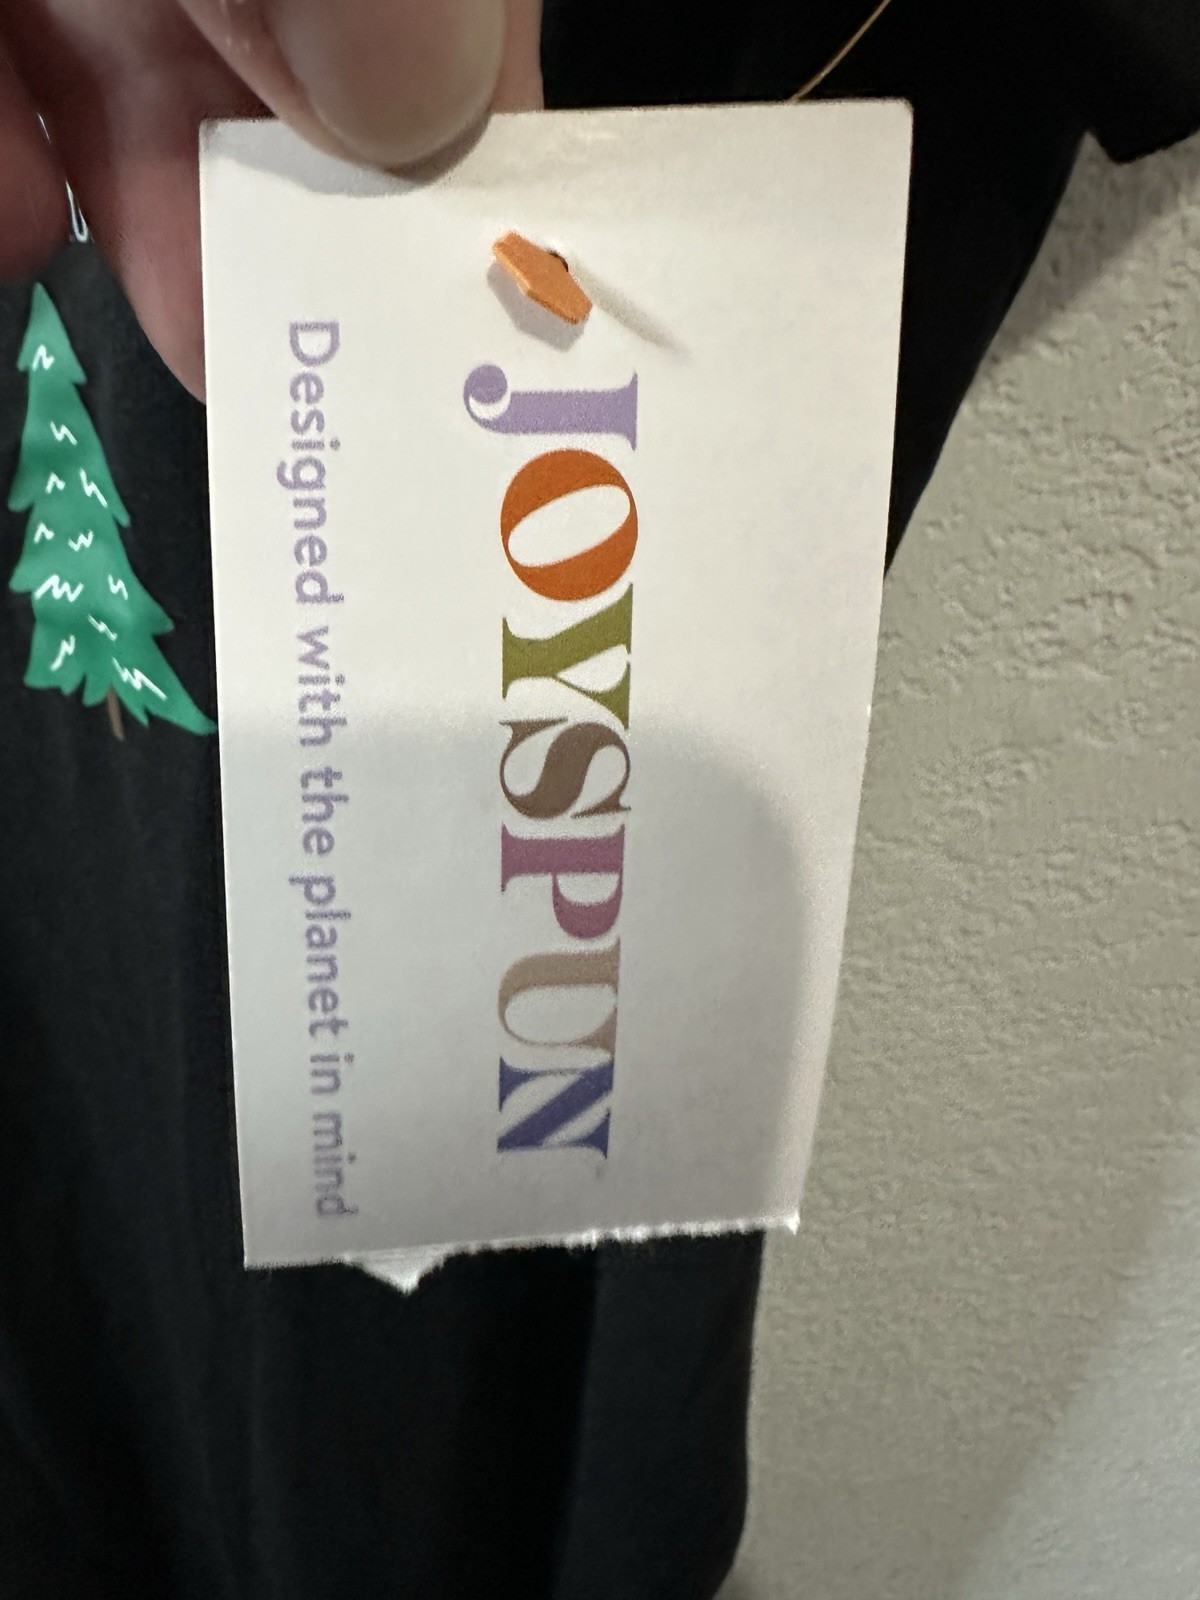 JOYSPUN
Designed with the planet in mind